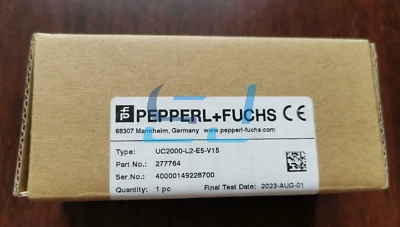 PEPPERL+FUCHS CE
68307 Mannheim, Germany www.pepperl-fuchs.com
Type: UC2000-L2-E5-V15
Part No.: 277764
Ser.No.: 40000149228700
Quantity: 1 pc Final Test Date: 2023-AUG-01